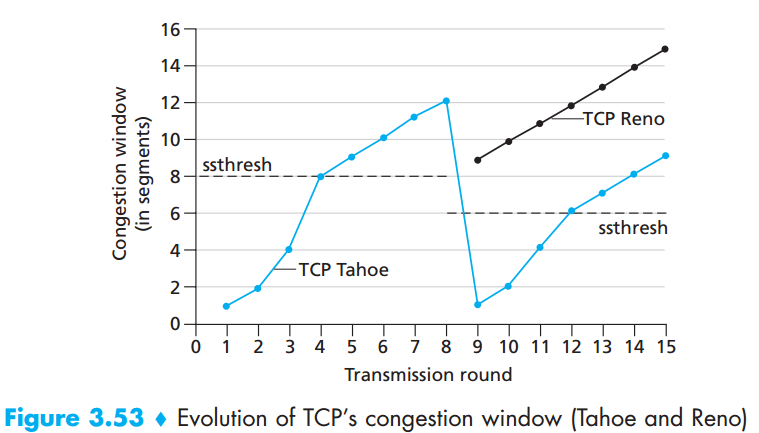 16
14
12
10
8
6
4
2
0
Congestion window
(in segments)
ssthresh
TCP Tahoe
TCP Reno
ssthresh
0 1 2 3 4 5 6 7 8 9 10 11 12 13 14 15
Transmission round
Figure 3.53 ♦ Evolution of TCP's congestion window (Tahoe and Reno)